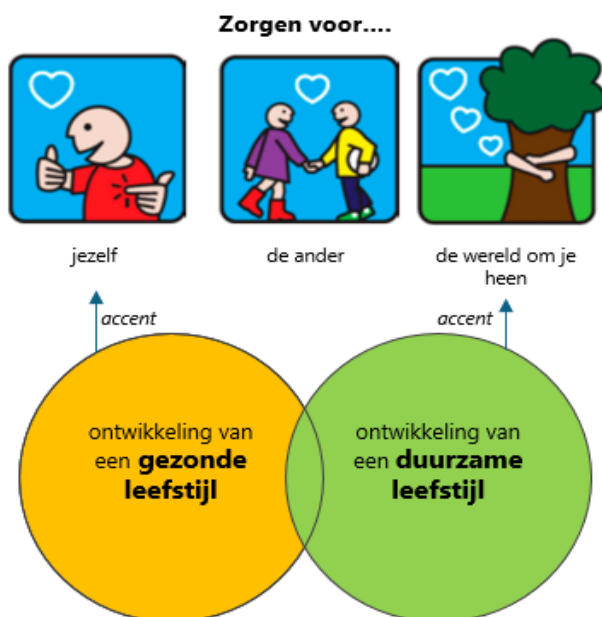 Zorgen voor....
jezelf
de ander
de wereld om je
heen
accent
accent
ontwikkeling van
een gezonde
leefstijl
ontwikkeling van
een duurzame
leefstijl